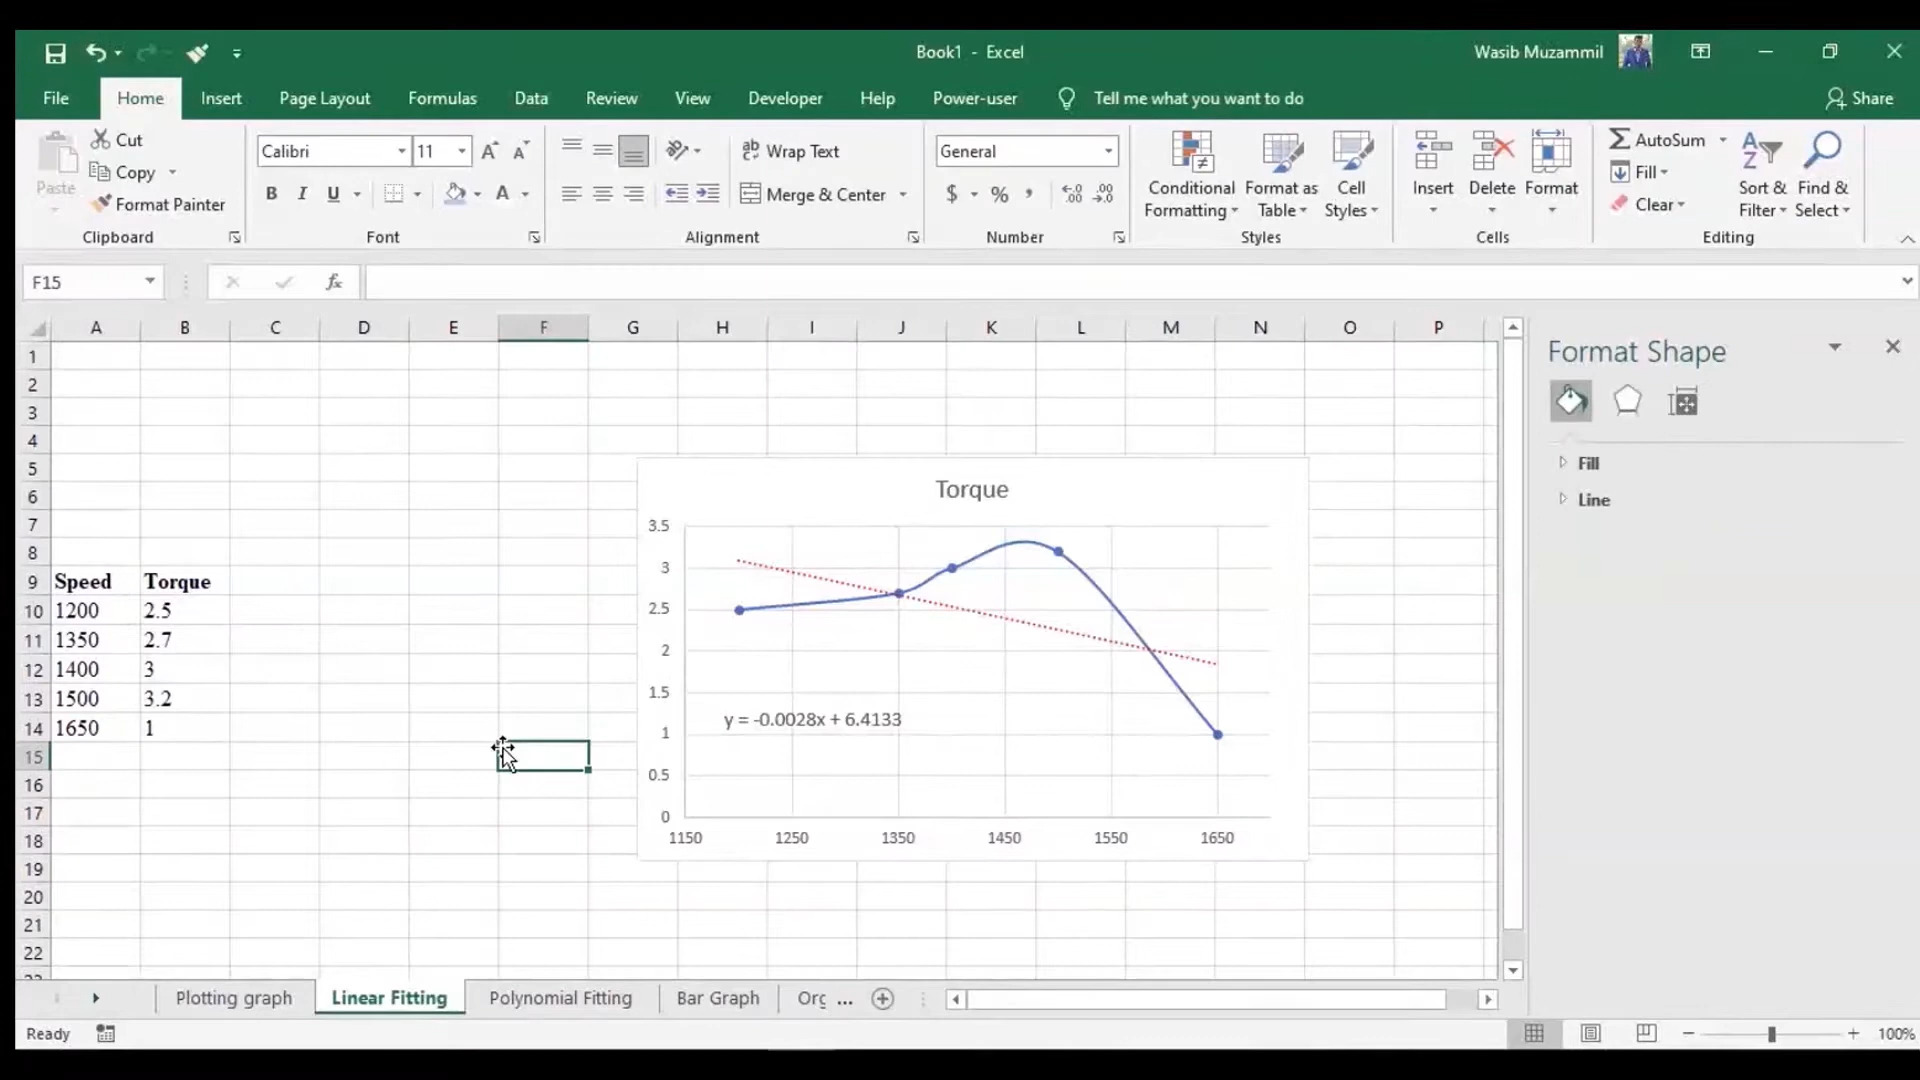 Book1 - Excel
Wasib Muzammil
File Home Insert Page Layout Formulas Data Review View Developer Help Power-user Tell me what you want to do Share
Paste
Cut
Copy
Format Painter
Clipboard
Calibri 11
B I U A
Font
Wrap Text
Merge & Center
Alignment
General
$ % ,
Number
Conditional Formatting
Format as Table
Cell Styles
Styles
Insert Delete Format
Cells
AutoSum
Fill
Clear
Sort & Filter
Find & Select
Editing
F15 fx
A B C D E F G H I J K L M N O P
1
2
3
4
5
6
7
8
9 Speed Torque
10 1200 2.5
11 1350 2.7
12 1400 3
13 1500 3.2
14 1650 1
15
16
17
18
19
20
21
22
Torque
3.5
3
2.5
2
1.5
1
0.5
0
y = -0.0028x + 6.4133
1150 1250 1350 1450 1550 1650
Format Shape
Fill
Line
Plotting graph Linear Fitting Polynomial Fitting Bar Graph Org ...
Ready
100%